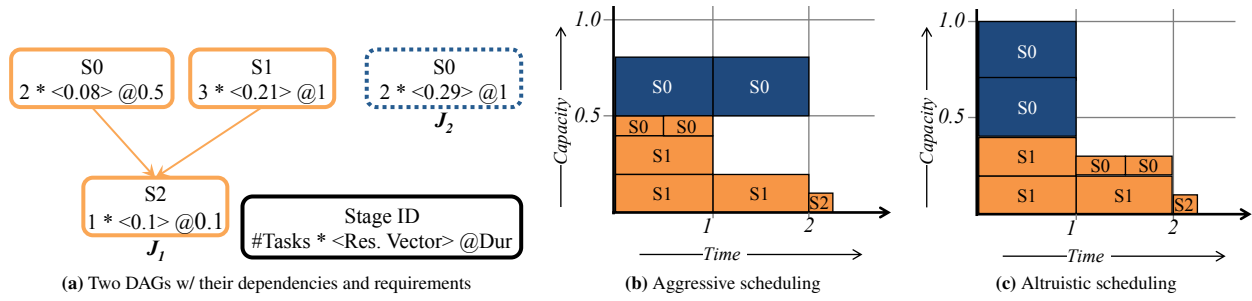 S0
2 * <0.08> @0.5
S1
3 * <0.21> @1
S0
2 * <0.29> @1
J2
S2
1 * <0.1> @0.1
J1
Stage ID
#Tasks * <Res. Vector> @Dur
(a) Two DAGs w/ their dependencies and requirements
1.0
0.5
Capacity
S0
S0
S0
S0
S1
S1
S1
S2
1
2
Time
(b) Aggressive scheduling
1.0
0.5
Capacity
S0
S0
S1
S0
S0
S1
S1
S2
1
2
Time
(c) Altruistic scheduling